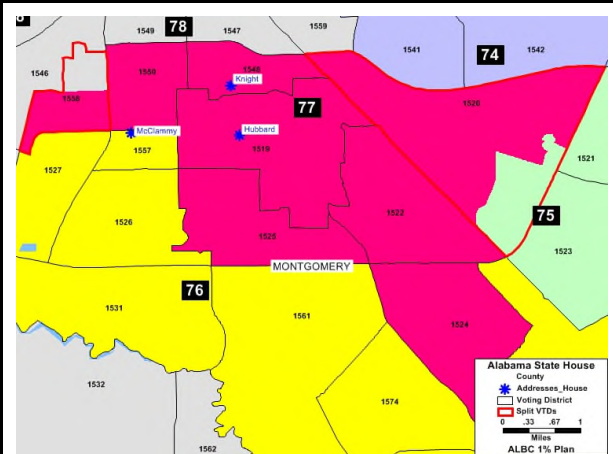 78
1549
1547
1559
74
1541
1542
1546
1550
1548
Knight
1520
77
McClammy
Hubbard
1557
1519
1527
1521
75
1526
1522
1523
1525
MONTGOMERY
76
1531
1561
1524
1532
1574
1562
Alabama State House
County
Addresses_House
Voting District
Split VTDs
0 .33 .67 1
Miles
ALBC 1% Plan